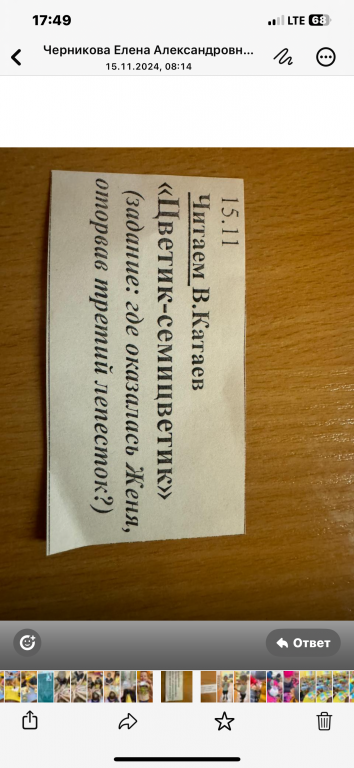 17:49
LTE 68
Черникова Елена Александровн...
15.11.2024, 08:14
15.11
Читаем В.Катаев
«Цветик-семицветик»
(задание: где оказалась Женя,
оторвав третий лепесток?)
Ответ